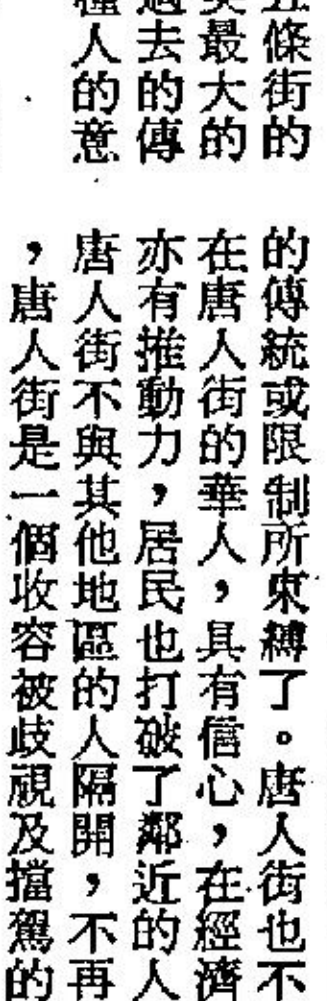 條街的
最大的
過去的傳
種人的意
的傳統或限制所束縛了。唐人街也不
在唐人街的華人，具有信心，在經濟
亦有推動力，居民也打破了鄰近的人
唐人街不與其他地區的人隔開，不再
，唐人街是一個收容被歧視及擋駕的